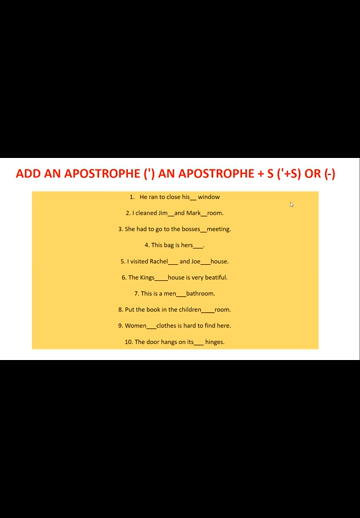 ADD AN APOSTROPHE (') AN APOSTROPHE + S ('+S) OR (-)
1. He ran to close his__ window
2. I cleaned Jim__and Mark__room.
3. She had to go to the bosses__meeting.
4. This bag is hers___.
5. I visited Rachel___ and Joe___house.
6. The Kings____house is very beatiful.
7. This is a men___bathroom.
8. Put the book in the children____room.
9. Women___clothes is hard to find here.
10. The door hangs on its___ hinges.